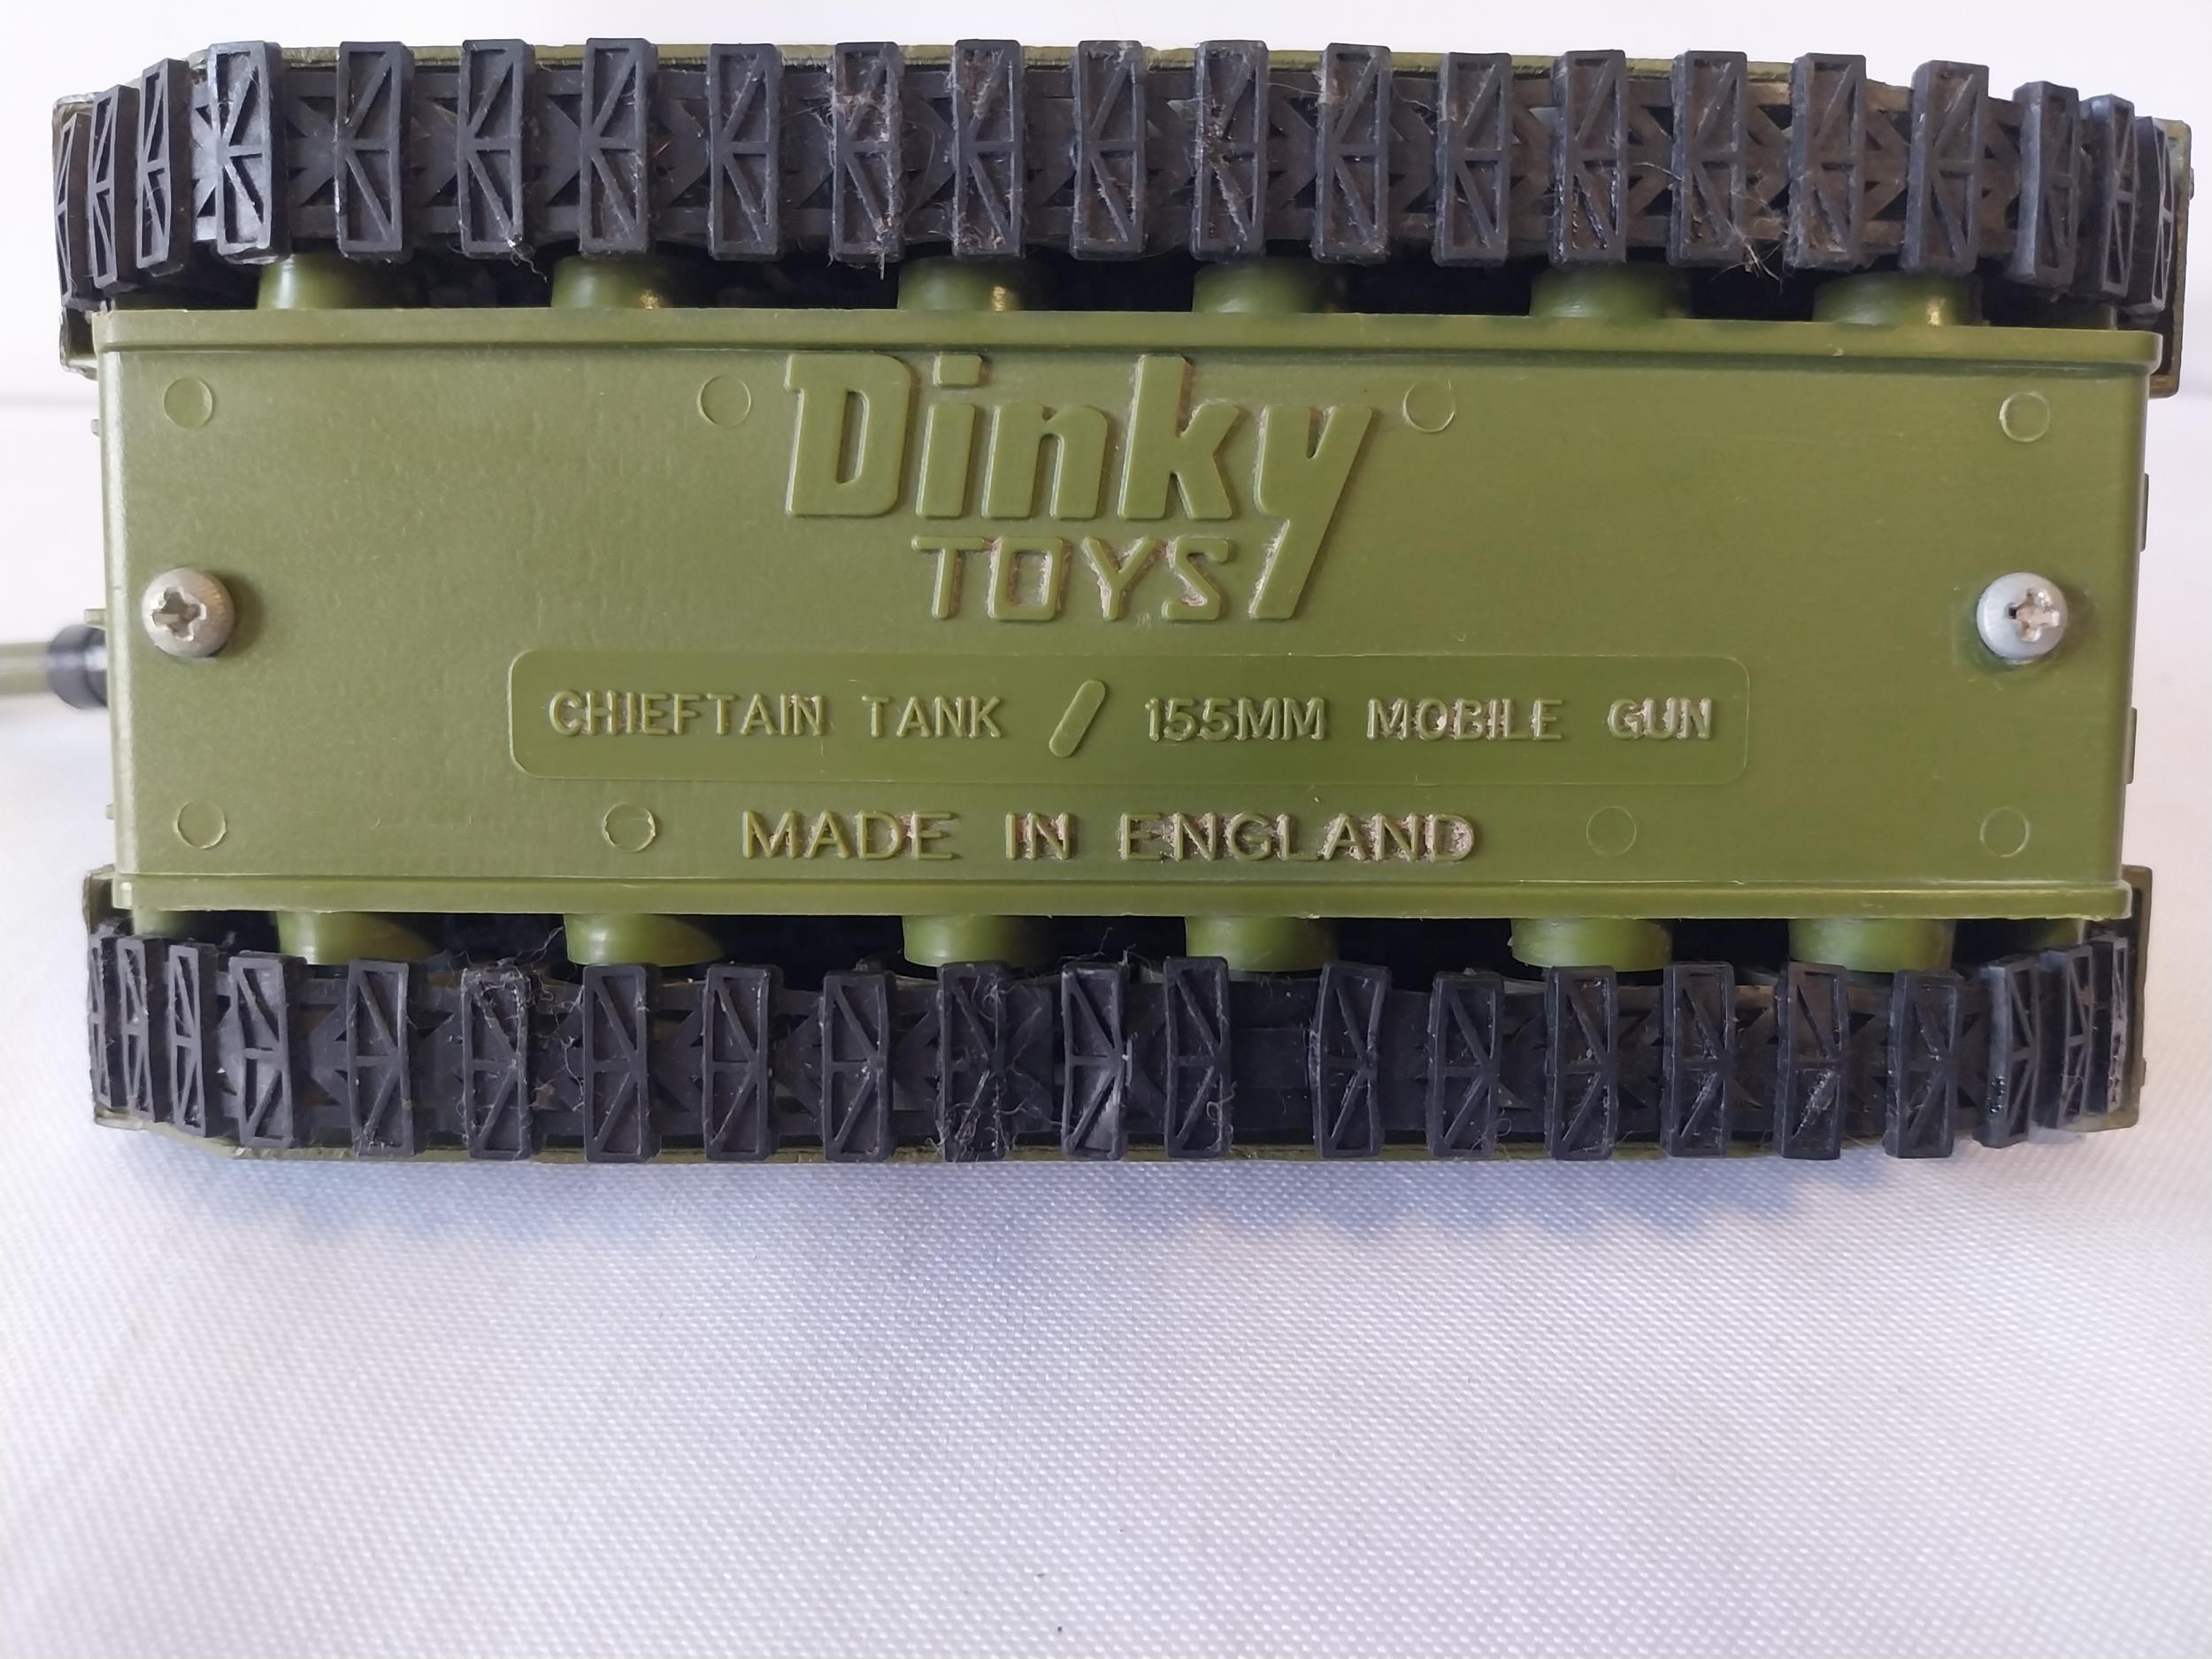 Dinky
TOYS
CHIEFTAIN TANK / 155MM MOBILE GUN
MADE IN ENGLAND